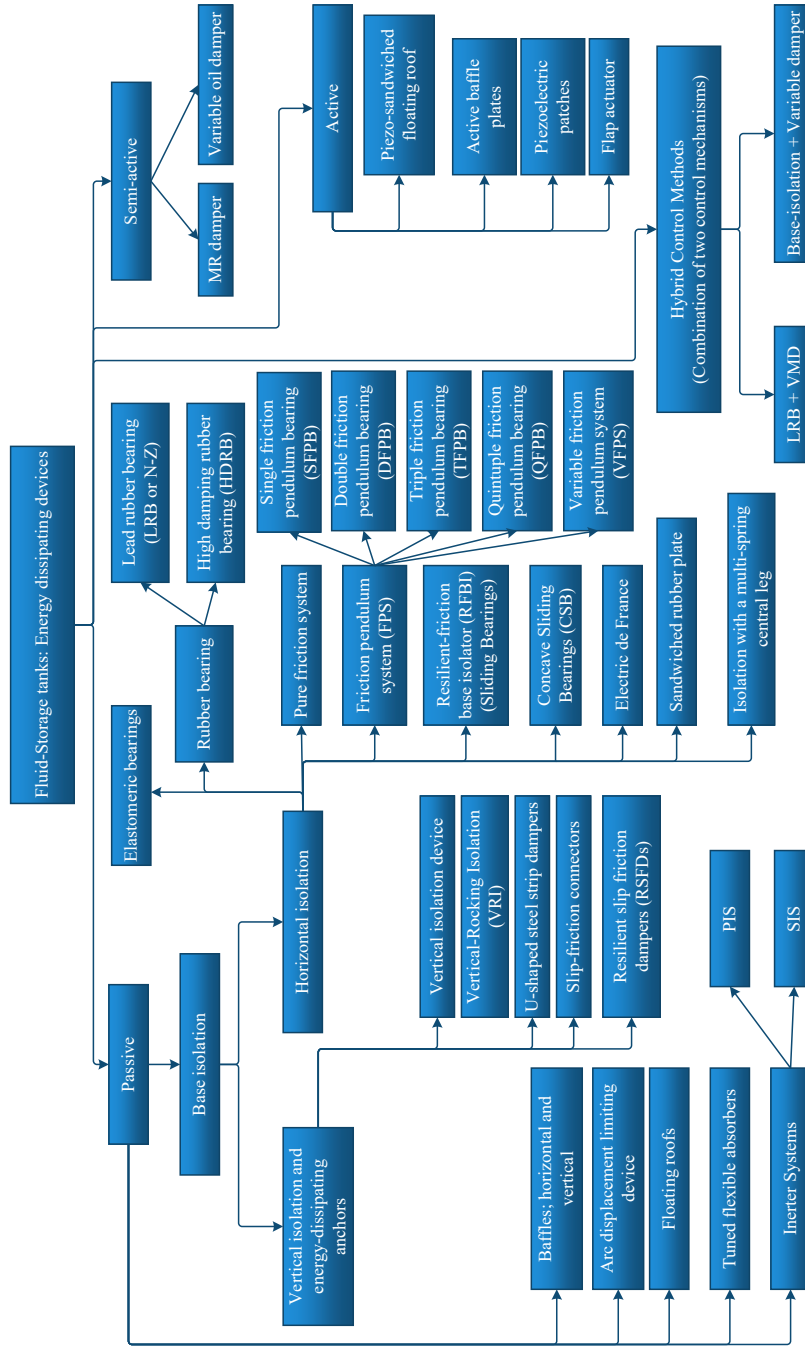 Fluid-Storage tanks: Energy dissipating devices
Passive
Base isolation
Vertical isolation and
energy-dissipating
anchors
Vertical isolation device
Vertical-Rocking Isolation
(VRI)
U-shaped steel strip dampers
Slip-friction connectors
Resilient slip friction
dampers (RSFDs)
Horizontal isolation
Elastomeric bearings
Rubber bearing
Lead rubber bearing
(LRB or N-Z)
High damping rubber
bearing (HDRB)
Pure friction system
Friction pendulum
system (FPS)
Single friction
pendulum bearing
(SFPB)
Double friction
pendulum bearing
(DFPB)
Triple friction
pendulum bearing
(TFPB)
Quintuple friction
pendulum bearing
(QFPB)
Variable friction
pendulum system
(VFPS)
Resilient-friction
base isolator (RFBI)
(Sliding Bearings)
Concave Sliding
Bearings (CSB)
Electric de France
Sandwiched rubber plate
Isolation with a multi-spring
central leg
Baffles; horizontal and
vertical
Arc displacement limiting
device
Floating roofs
Tuned flexible absorbers
Inerter Systems
PIS
SIS
Semi-active
MR damper
Variable oil damper
Active
Piezo-sandwiched
floating roof
Active baffle
plates
Piezoelectric
patches
Flap actuator
Hybrid Control Methods
(Combination of two control mechanisms)
LRB + VMD
Base-isolation + Variable damper